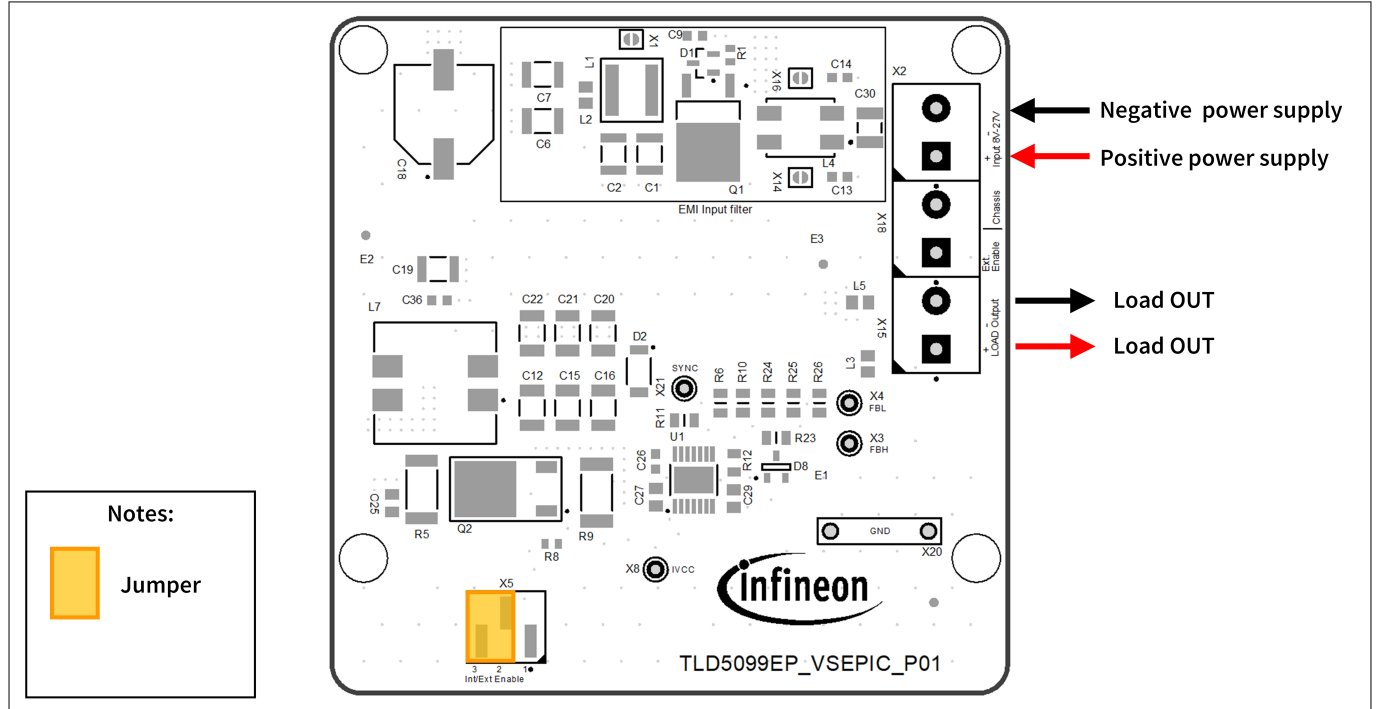 X1
C9
D1
R1
L1
C7
L2
C6
C18
C2
C1
Q1
X16
C14
C30
X14
L4
C13
EMI Input filter
X2
- +
Input 8V-27V
Negative power supply
Positive power supply
X18
Chassis
Ext.
Enable
E2
E3
C19
C36
L5
L7
C22
C21
C20
X15
- +
LOAD Output
Load OUT
Load OUT
D2
L3
SYNC
X21
C12
C15
C16
R6
R10
R24
R25
R26
X4
FBL
R11
U1
R23
X3
FBH
C26
R12
D8
E1
C27
C29
C25
R5
Q2
R9
R8
GND
X20
X8
IVCC
infineon
X5
3 2 1
Int/Ext Enable
TLD5099EP_VSEPIC_P01
Notes:
Jumper